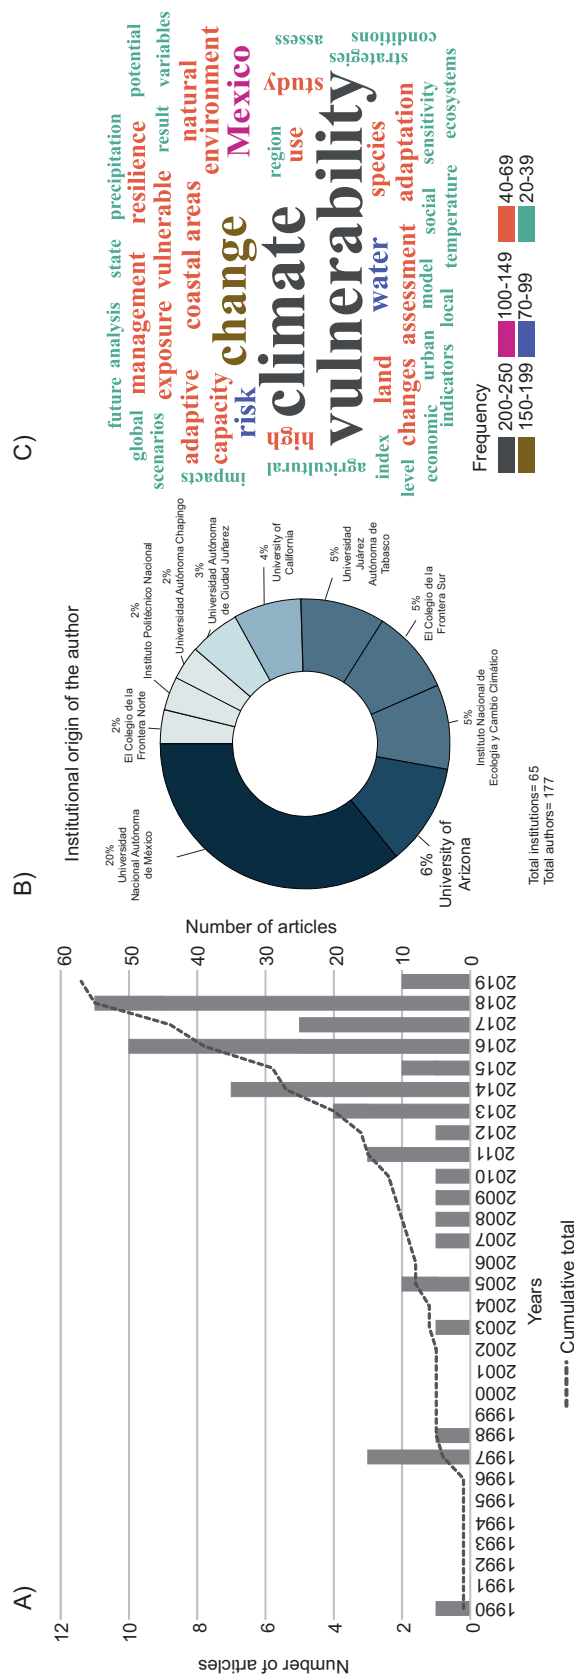 A)
Number of articles
12
10
8
6
4
2
0
60
50
40
30
20
10
0
Number of articles
1990
1991
1992
1993
1994
1995
1996
1997
1998
1999
2000
2001
2002
2003
2004
2005
2006
2007
2008
2009
2010
2011
2012
2013
2014
2015
2016
2017
2018
2019
Years
Cumulative total
B)
Institutional origin of the author
20%
Universidad
Nacional Autónoma
de México
2%
El Colegio de la
Frontera Norte
2%
Instituto Politécnico Nacional
2%
Universidad Autónoma Chapingo
3%
Universidad Autónoma
de Ciudad Juñarez
4%
University of
California
5%
Universidad
Juárez
Autónoma de
Tabasco
5%
El Colegio de la
Frontera Sur
5%
Instituto Nacional de
Ecología y Cambio Climático
6%
University of
Arizona
Total institutions= 65
Total authors= 177
C)
future analysis state precipitation potential
global management resilience result variables
scenarios exposure vulnerable natural
adaptive coastal areas environment
impacts capacity risk change Mexico
high climate region use study assess
agricultural vulnerability strategies conditions
index land water species
level changes assessment adaptation
economic urban model social sensitivity
indicators local temperature ecosystems
Frequency
200-250
100-149
40-69
150-199
70-99
20-39